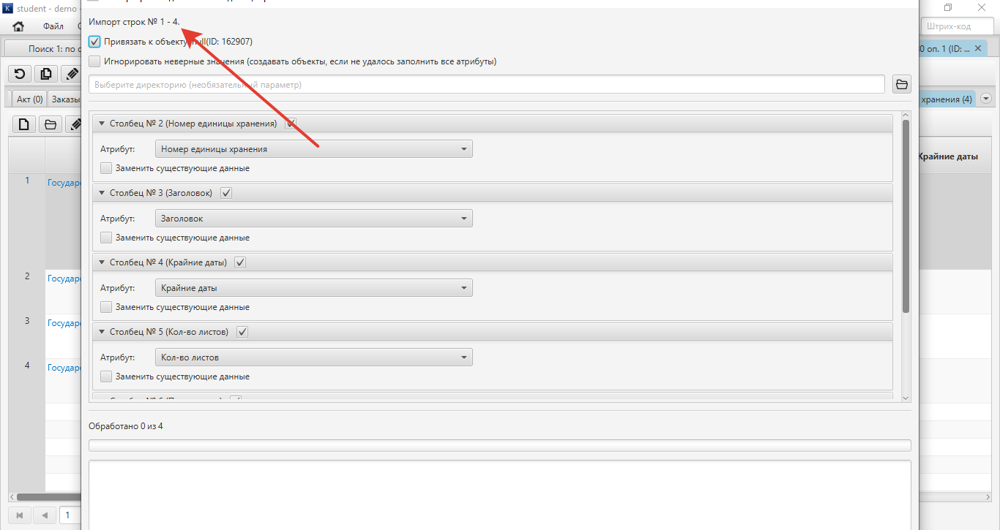 student - demo -
Файл
Штрих-код
Поиск 1: по
0 оп. 1 (ID: ...
Акт (0)
Заказы
хранения (4)
Крайние даты
1
Государ
2
Государ
3
Государ
4
Государ
1
Импорт строк № 1 - 4.
Привязать к объекту null(ID: 162907)
Игнорировать неверные значения (создавать объекты, если не удалось заполнить все атрибуты)
Выберите директорию (необязательный параметр)
Столбец № 2 (Номер единицы хранения)
Атрибут: Номер единицы хранения
Заменить существующие данные
Столбец № 3 (Заголовок)
Атрибут: Заголовок
Заменить существующие данные
Столбец № 4 (Крайние даты)
Атрибут: Крайние даты
Заменить существующие данные
Столбец № 5 (Кол-во листов)
Атрибут: Кол-во листов
Заменить существующие данные
Обработано 0 из 4